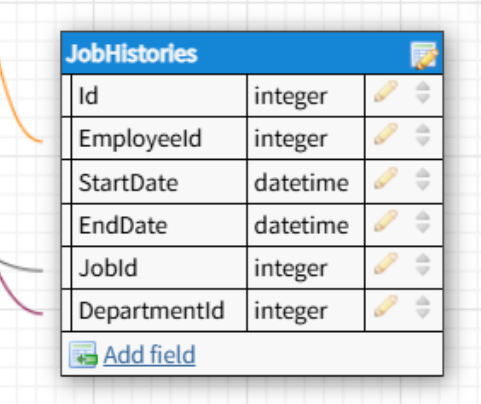 JobHistories
Id integer
EmployeeId integer
StartDate datetime
EndDate datetime
JobId integer
DepartmentId integer
Add field